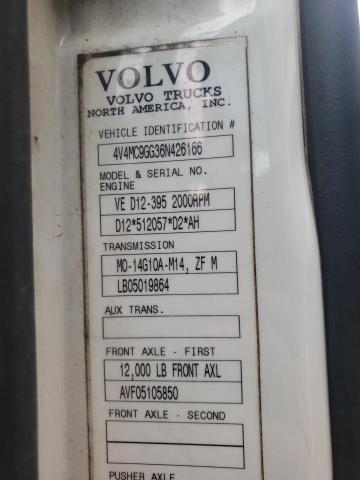 VOLVO
VOLVO TRUCKS
NORTH AMERICA, INC.
VEHICLE IDENTIFICATION #
4V4MC9GG36N426166
MODEL & SERIAL NO.
ENGINE
VE D12-395 2000RPM
D12*512057*D2*AH
TRANSMISSION
MO-14G10A-M14, ZF M
LB05019864
AUX TRANS.
FRONT AXLE - FIRST
12,000 LB FRONT AXL
AVF05105850
FRONT AXLE - SECOND
PUSHER AXLE